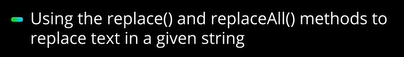 Using the replace() and replaceAll() methods to
replace text in a given string